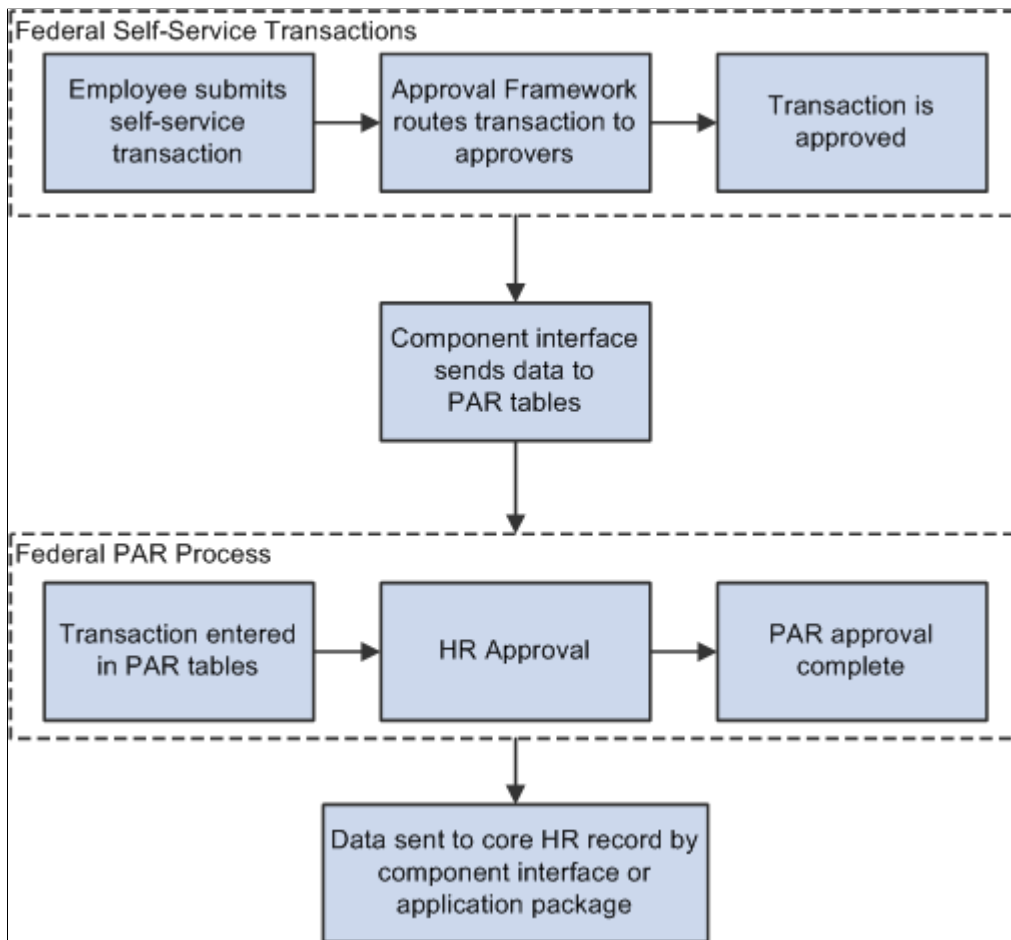 Federal Self-Service Transactions
Employee submits
self-service
transaction
Approval Framework
routes transaction to
approvers
Transaction is
approved
Component interface
sends data to
PAR tables
Federal PAR Process
Transaction entered
in PAR tables
HR Approval
PAR approval
complete
Data sent to core HR record by
component interface or
application package